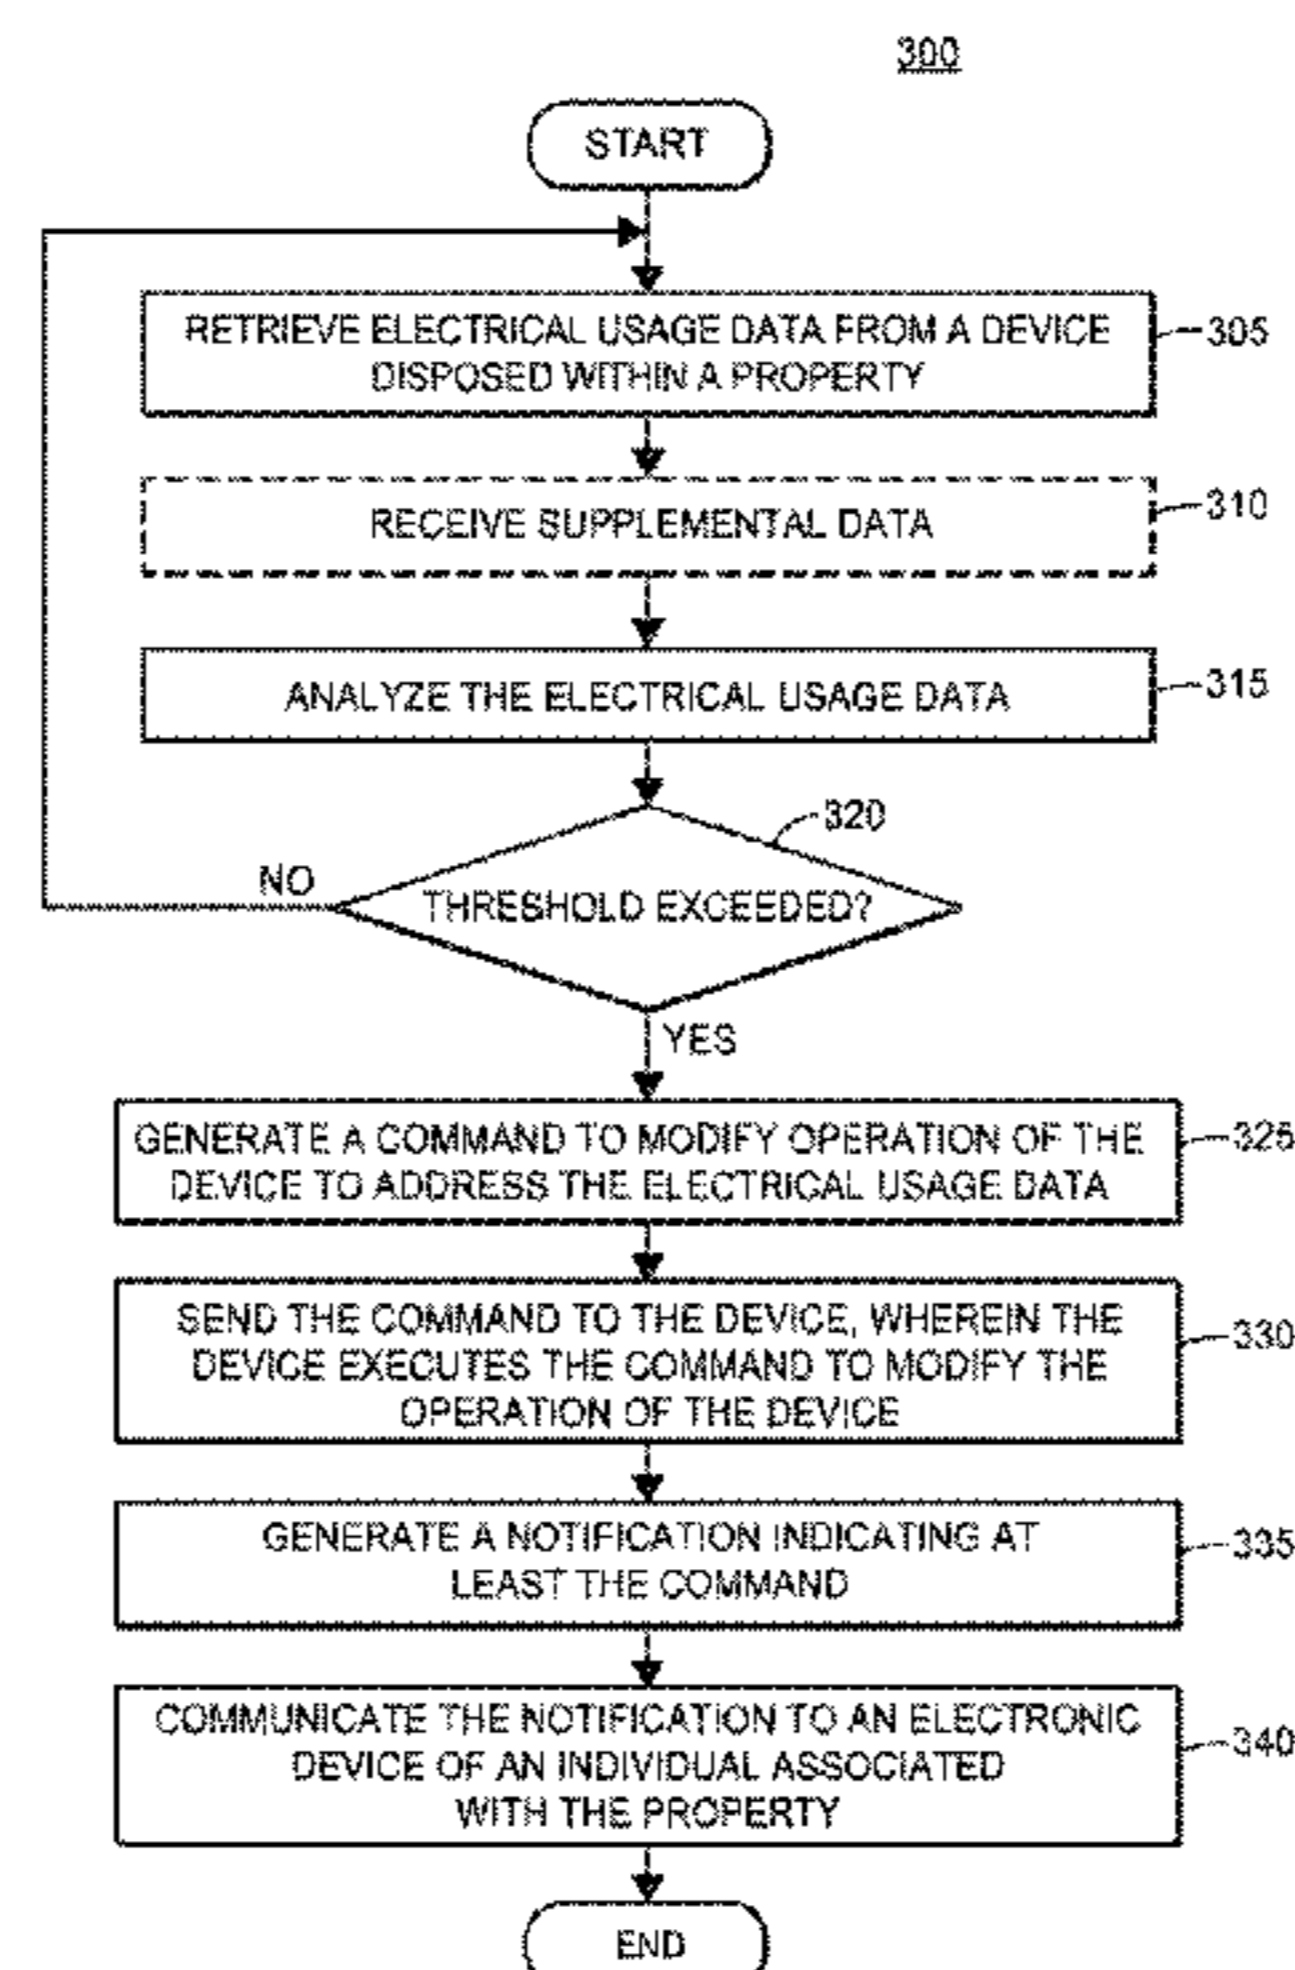 300
START
RETRIEVE ELECTRICAL USAGE DATA FROM A DEVICE
DISPOSED WITHIN A PROPERTY
305
RECEIVE SUPPLEMENTAL DATA
310
ANALYZE THE ELECTRICAL USAGE DATA
315
320
THRESHOLD EXCEEDED?
NO
YES
GENERATE A COMMAND TO MODIFY OPERATION OF THE
DEVICE TO ADDRESS THE ELECTRICAL USAGE DATA
325
SEND THE COMMAND TO THE DEVICE, WHEREIN THE
DEVICE EXECUTES THE COMMAND TO MODIFY THE
OPERATION OF THE DEVICE
330
GENERATE A NOTIFICATION INDICATING AT
LEAST THE COMMAND
335
COMMUNICATE THE NOTIFICATION TO AN ELECTRONIC
DEVICE OF AN INDIVIDUAL ASSOCIATED
WITH THE PROPERTY
340
END